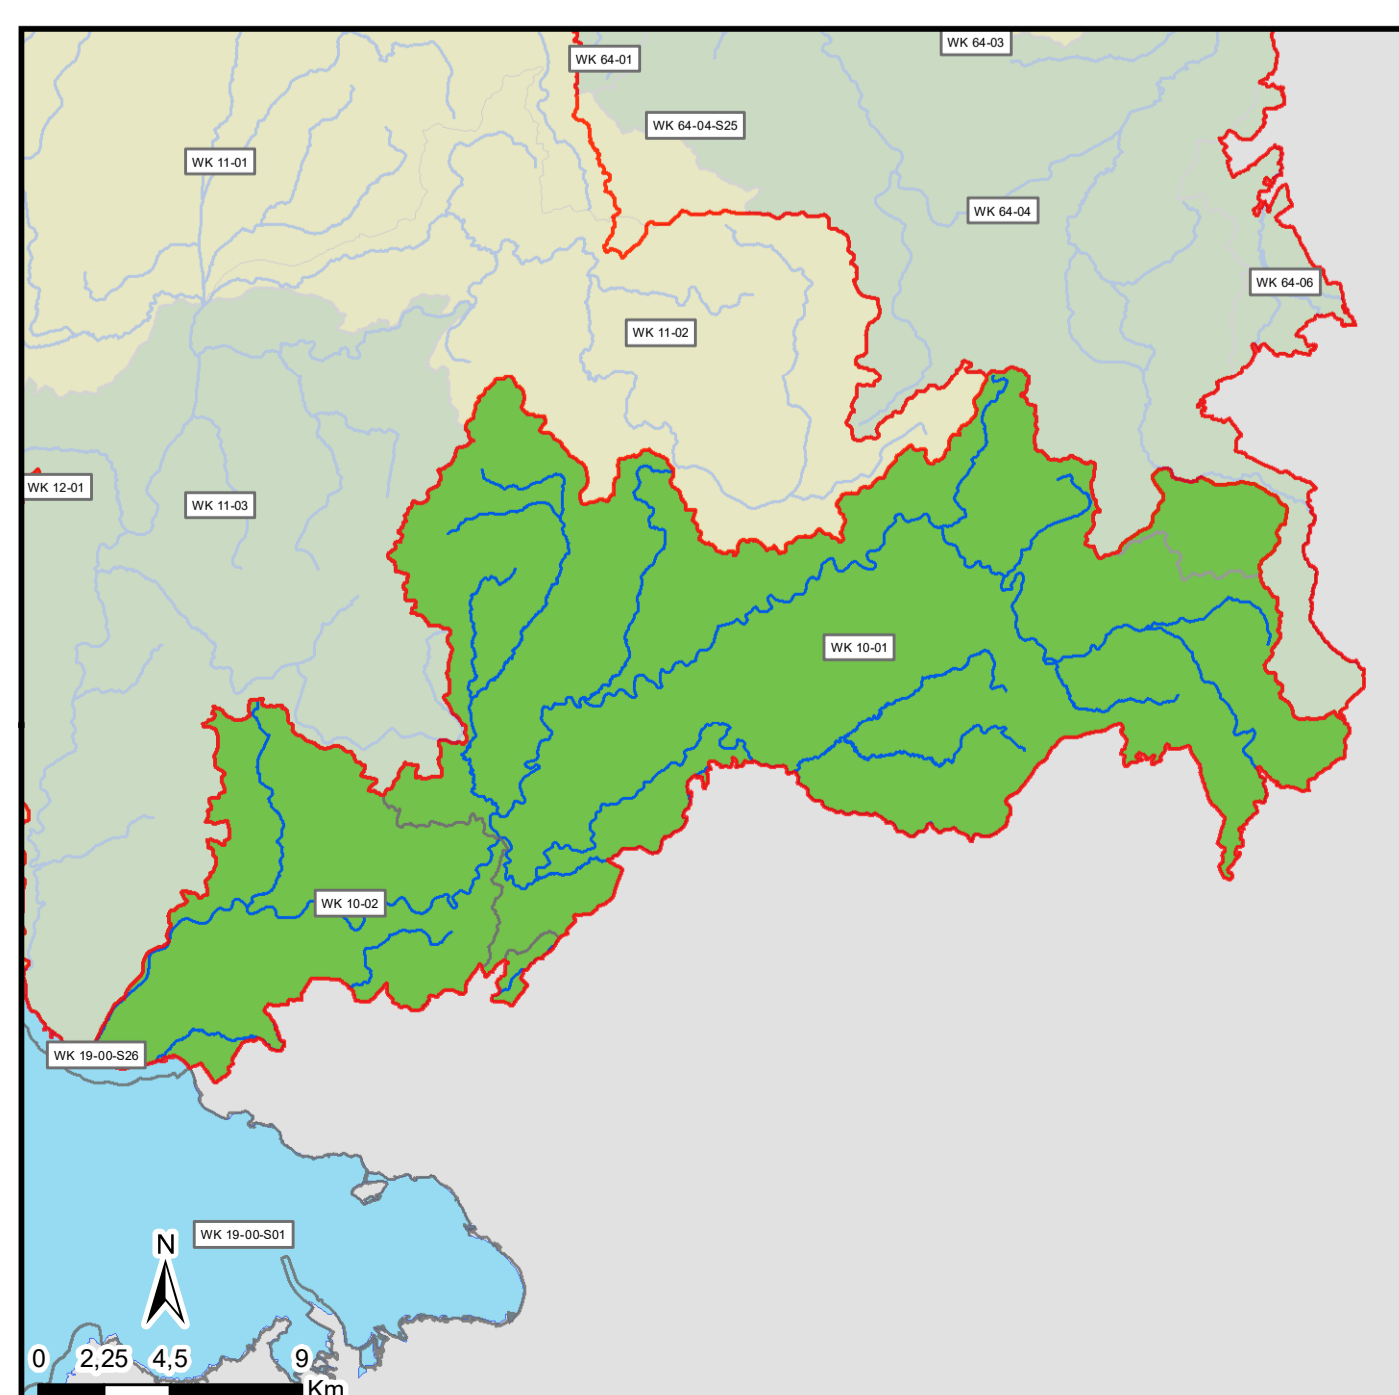 WK 64-03
WK 64-01
WK 64-04-S25
WK 11-01
WK 64-04
WK 64-06
WK 11-02
WK 12-01
WK 11-03
WK 10-01
WK 10-02
WK 19-00-S26
WK 19-00-S01
N
0 2,25 4,5 9
Km